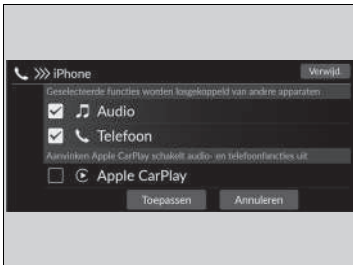 iPhone
Verwijd.
Geselecteerde functies worden losgekoppeld van andere apparaten
Audio
Telefoon
Aanvinken Apple CarPlay schakelt audio- en telefoonfuncties uit
Apple CarPlay
Toepassen
Annuleren